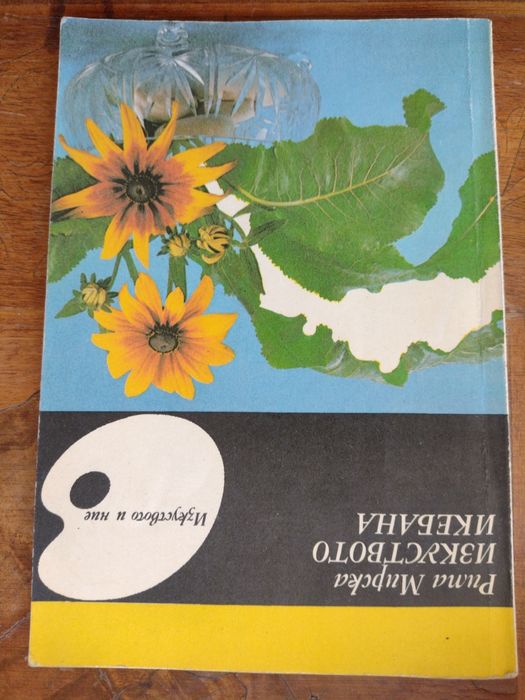 Рита Мирска
ИЗКУСТВОТО
ИКЕБАНА
Изкуството и ние